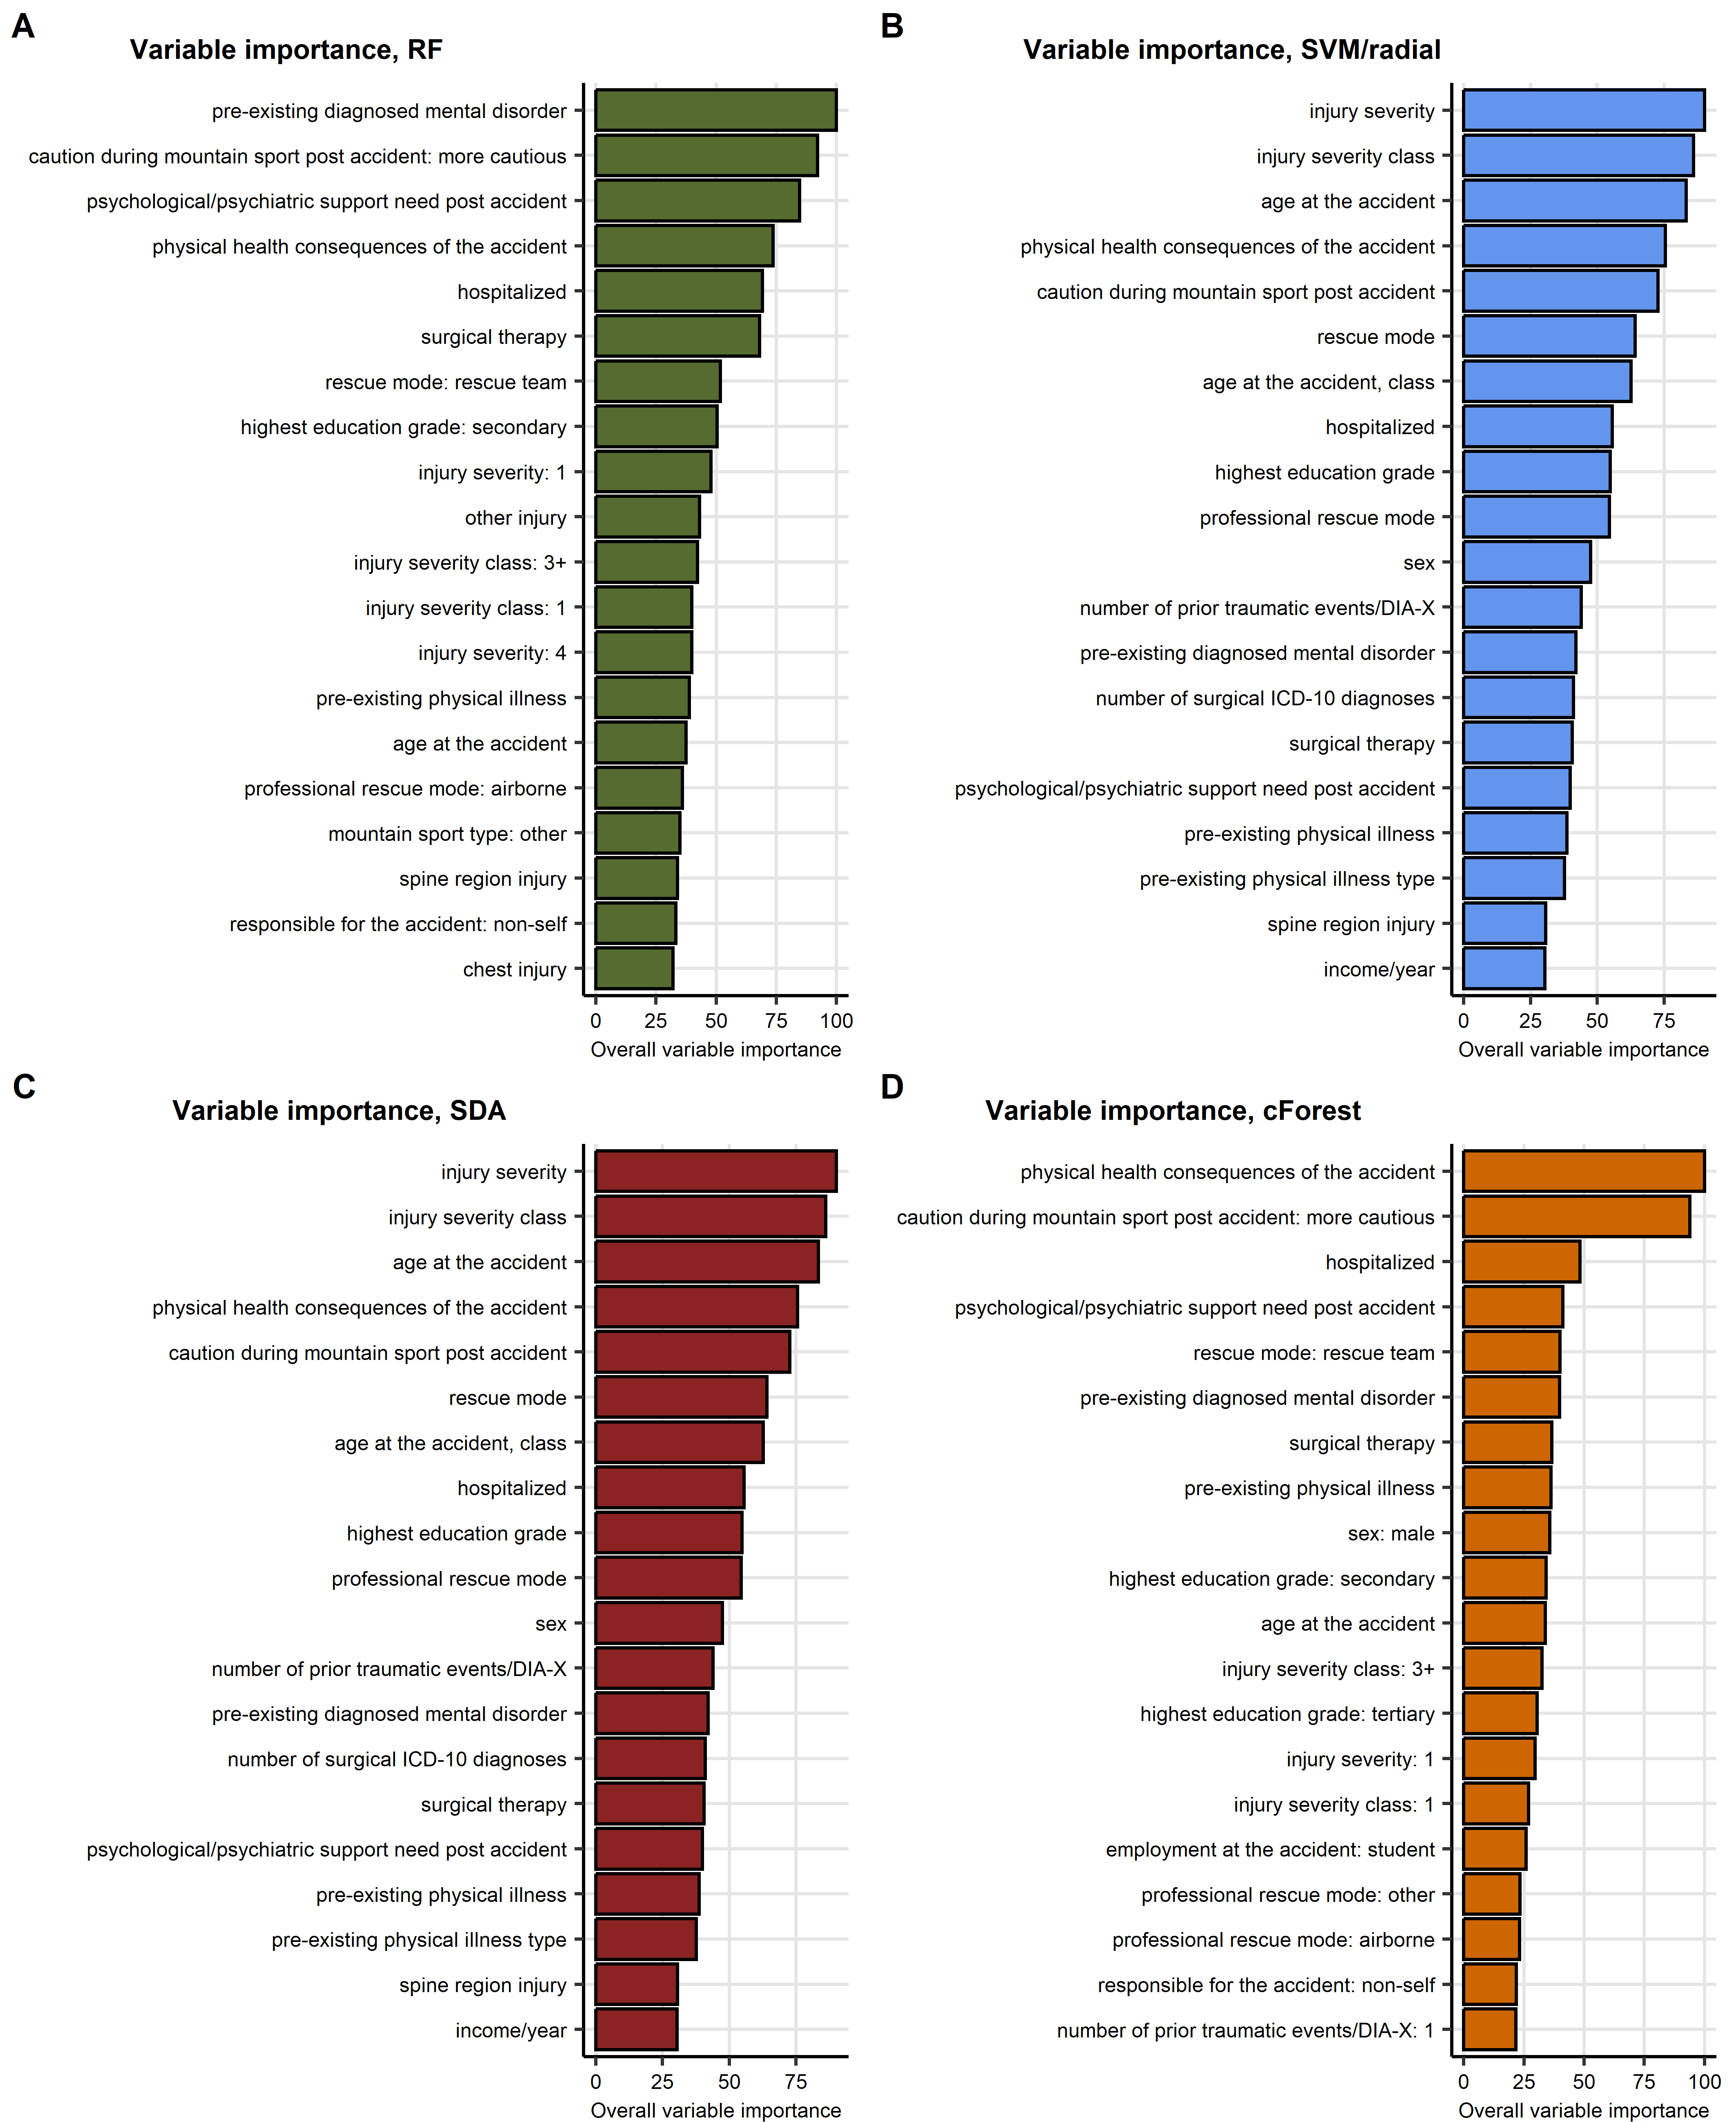 A
Variable importance, RF
pre-existing diagnosed mental disorder
caution during mountain sport post accident: more cautious
psychological/psychiatric support need post accident
physical health consequences of the accident
hospitalized
surgical therapy
rescue mode: rescue team
highest education grade: secondary
injury severity: 1
other injury
injury severity class: 3+
injury severity class: 1
injury severity: 4
pre-existing physical illness
age at the accident
professional rescue mode: airborne
mountain sport type: other
spine region injury
responsible for the accident: non-self
chest injury
0 25 50 75 100
Overall variable importance
B
Variable importance, SVM/radial
injury severity
injury severity class
age at the accident
physical health consequences of the accident
caution during mountain sport post accident
rescue mode
age at the accident, class
hospitalized
highest education grade
professional rescue mode
sex
number of prior traumatic events/DIA-X
pre-existing diagnosed mental disorder
number of surgical ICD-10 diagnoses
surgical therapy
psychological/psychiatric support need post accident
pre-existing physical illness
pre-existing physical illness type
spine region injury
income/year
0 25 50 75
Overall variable importance
C
Variable importance, SDA
injury severity
injury severity class
age at the accident
physical health consequences of the accident
caution during mountain sport post accident
rescue mode
age at the accident, class
hospitalized
highest education grade
professional rescue mode
sex
number of prior traumatic events/DIA-X
pre-existing diagnosed mental disorder
number of surgical ICD-10 diagnoses
surgical therapy
psychological/psychiatric support need post accident
pre-existing physical illness
pre-existing physical illness type
spine region injury
income/year
0 25 50 75
Overall variable importance
D
Variable importance, cForest
physical health consequences of the accident
caution during mountain sport post accident: more cautious
hospitalized
psychological/psychiatric support need post accident
rescue mode: rescue team
pre-existing diagnosed mental disorder
surgical therapy
pre-existing physical illness
sex: male
highest education grade: secondary
age at the accident
injury severity class: 3+
highest education grade: tertiary
injury severity: 1
injury severity class: 1
employment at the accident: student
professional rescue mode: other
professional rescue mode: airborne
responsible for the accident: non-self
number of prior traumatic events/DIA-X: 1
0 25 50 75 100
Overall variable importance